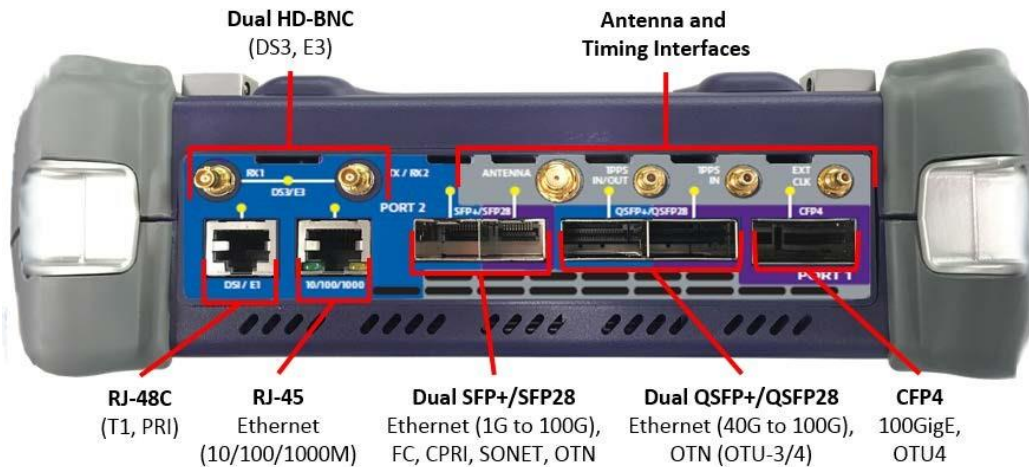 Dual HD-BNC
(DS3, E3)
Antenna and
Timing Interfaces
RX1
DS3/E3
TX / RX2
ANTENNA
1PPS
IN/OUT
1PPS
IN
EXT
CLK
PORT 2
SFP+/SFP28
QSFP+/QSFP28
CFP4
DS1 / E1
10/100/1000
PORT 1
RJ-48C
(T1, PRI)
RJ-45
Ethernet
(10/100/1000M)
Dual SFP+/SFP28
Ethernet (1G to 100G),
FC, CPRI, SONET, OTN
Dual QSFP+/QSFP28
Ethernet (40G to 100G),
OTN (OTU-3/4)
CFP4
100GigE,
OTU4